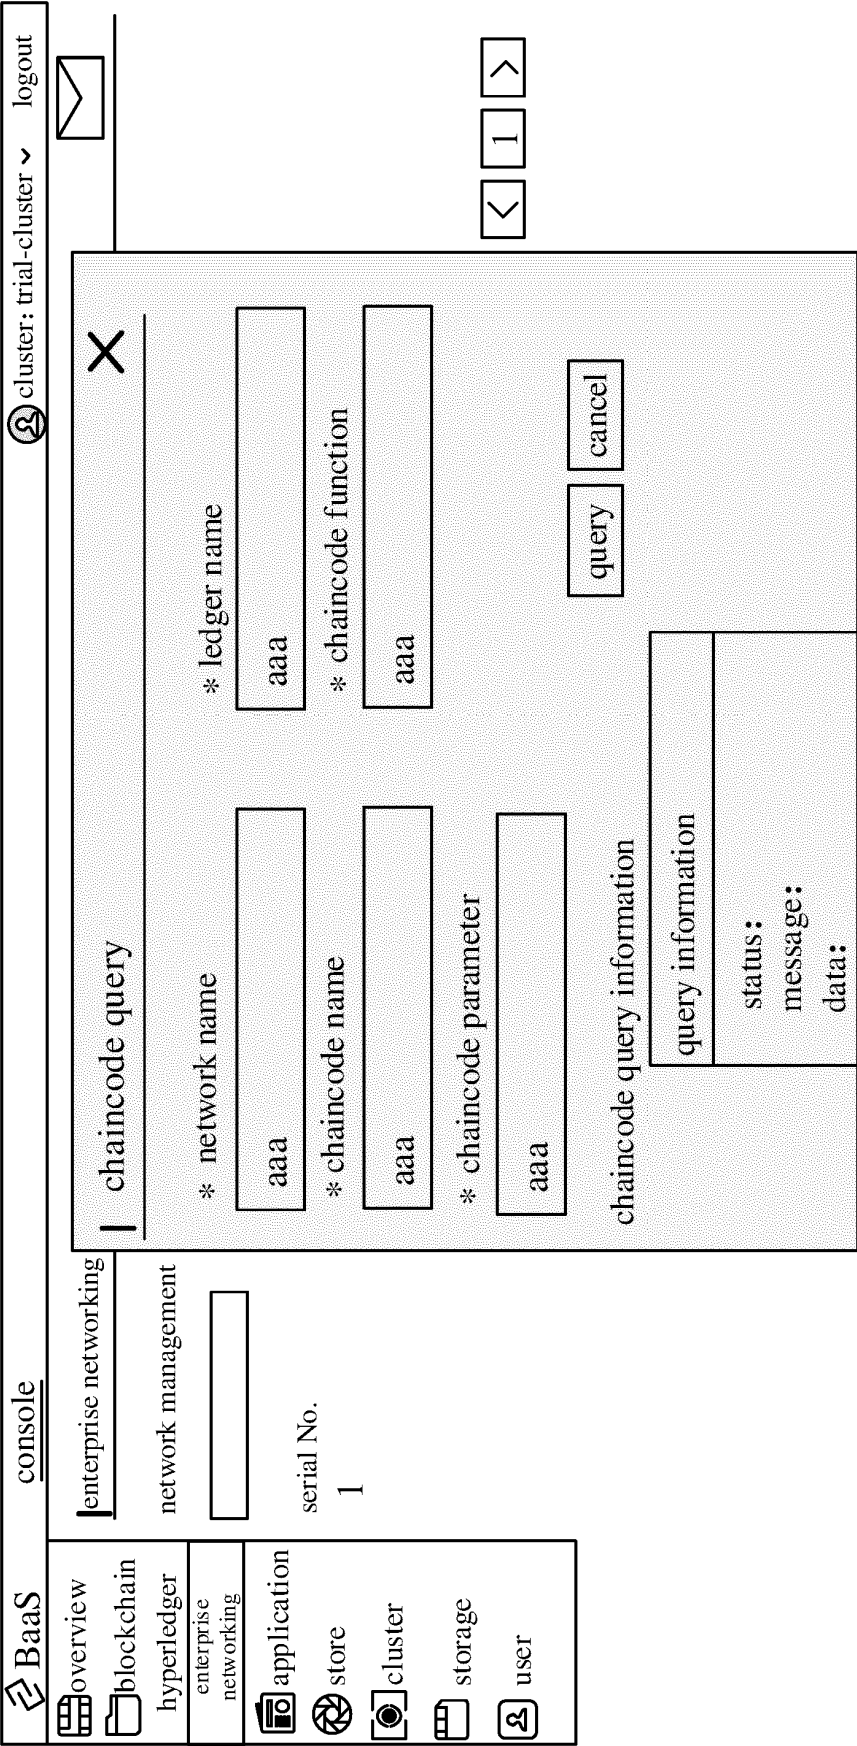 BaaS console cluster: trial-cluster logout
overview
blockchain
hyperledger
enterprise
networking
application
store
cluster
storage
user
enterprise networking
network management
serial No.
1
chaincode query
* network name * ledger name
aaa aaa
* chaincode name * chaincode function
aaa aaa
* chaincode parameter
aaa
query cancel
chaincode query information
query information
status:
message:
data:
< 1 >